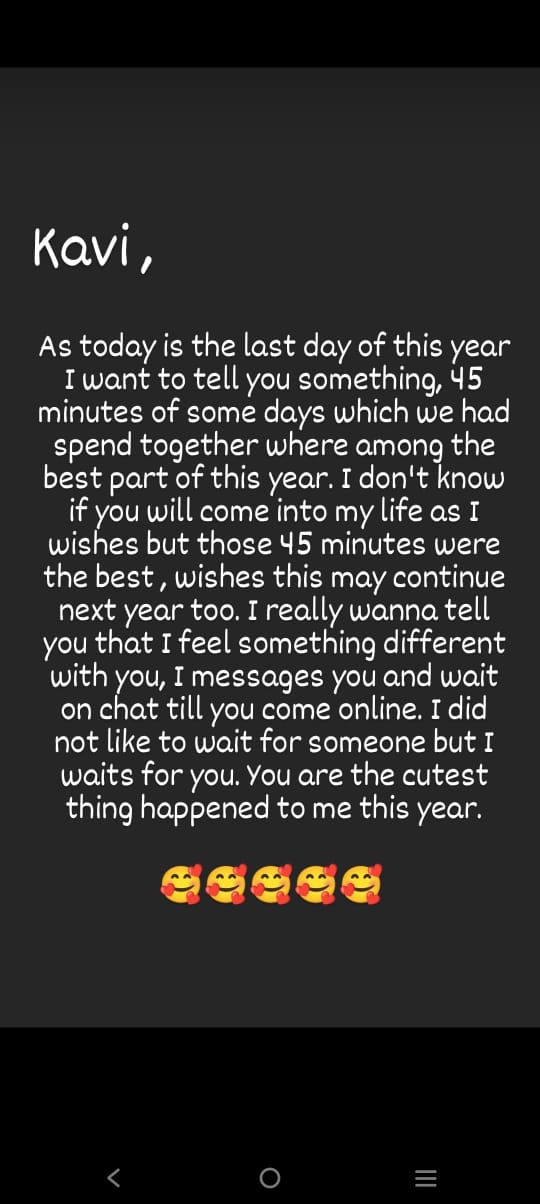 Kavi,
As today is the last day of this year
I want to tell you something, 45
minutes of some days which we had
spend together where among the
best part of this year. I don't know
if you will come into my life as I
wishes but those 45 minutes were
the best , wishes this may continue
next year too. I really wanna tell
you that I feel something different
with you, I messages you and wait
on chat till you come online. I did
not like to wait for someone but I
waits for you. You are the cutest
thing happened to me this year.
🥰🥰🥰🥰🥰